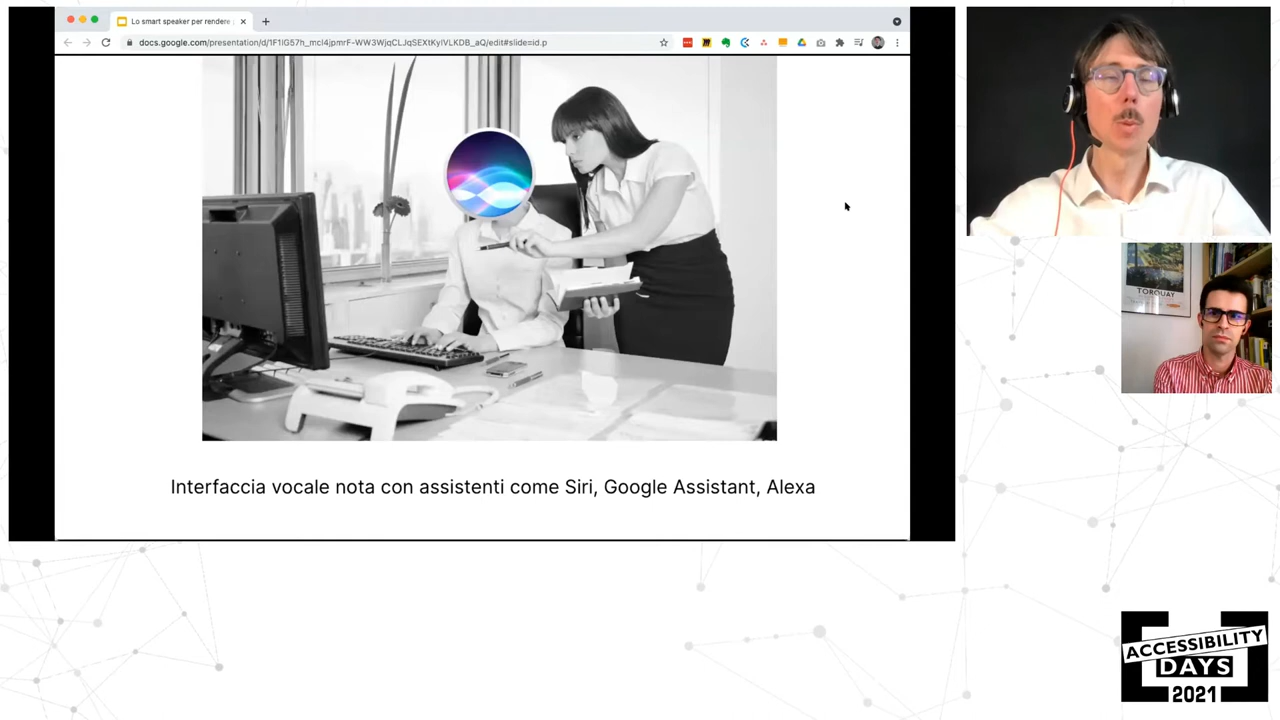 Lo smart speaker per rendere
docs.google.com/presentation/d/1F1IG57h_mcl4jpmrF-WW3WjqCLJqSEXtKyIVLKDB_aQ/edit#slide=id.p
Interfaccia vocale nota con assistenti come Siri, Google Assistant, Alexa
TORQUAY
ACCESSIBILITY
DAYS
2021